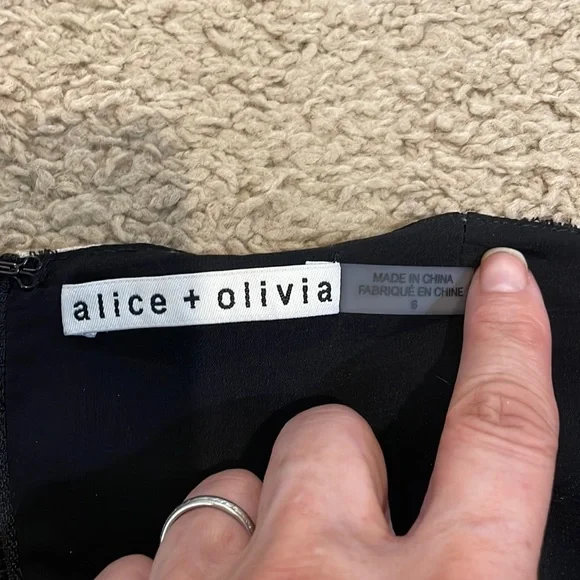 alice + olivia
MADE IN CHINA
FABRIQUÉ EN CHINE
6